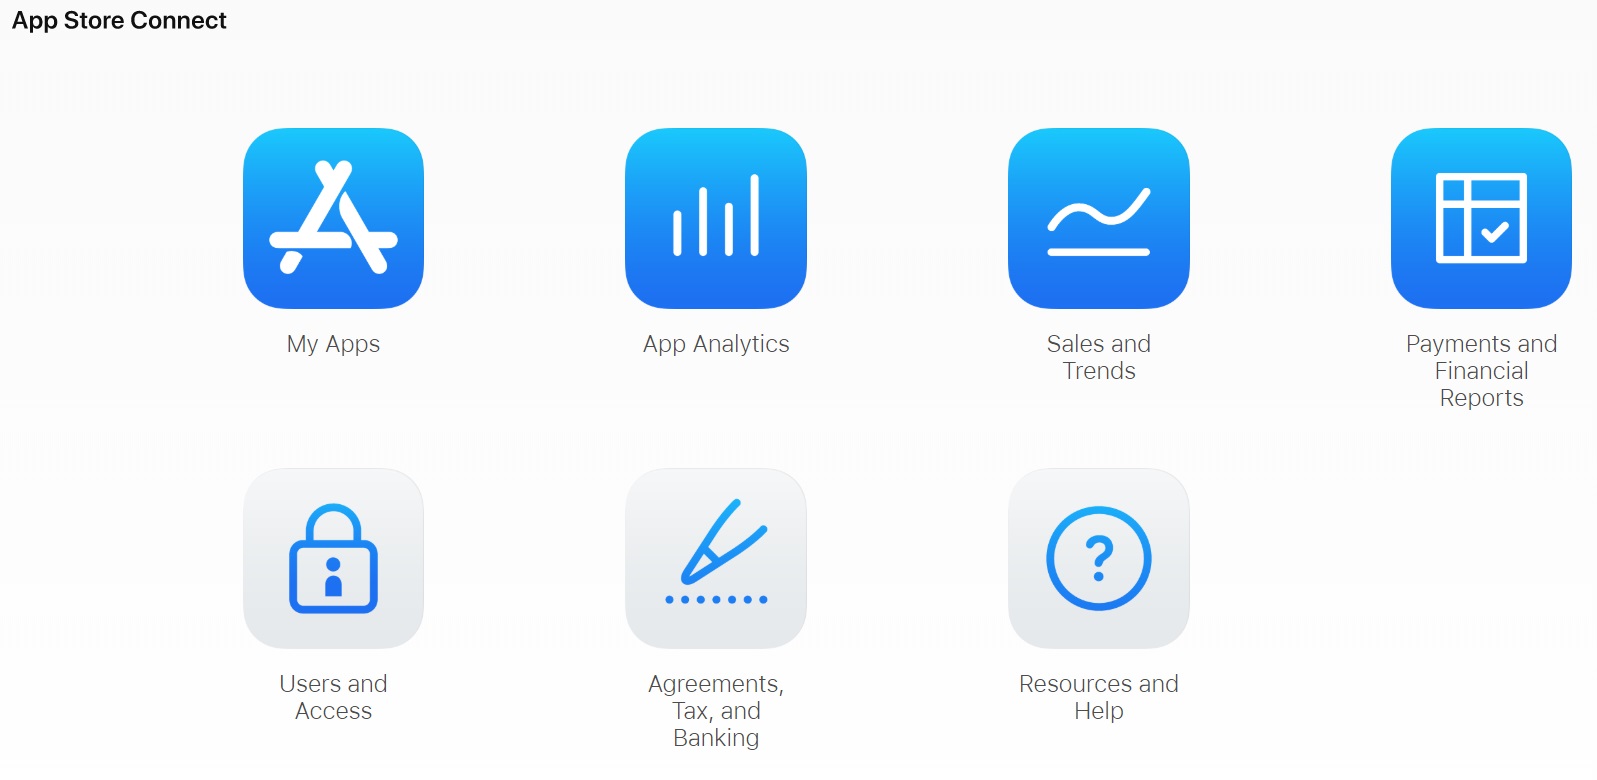 App Store Connect
My Apps
App Analytics
Sales and
Trends
Payments and
Financial
Reports
Users and
Access
Agreements,
Tax, and
Banking
Resources and
Help